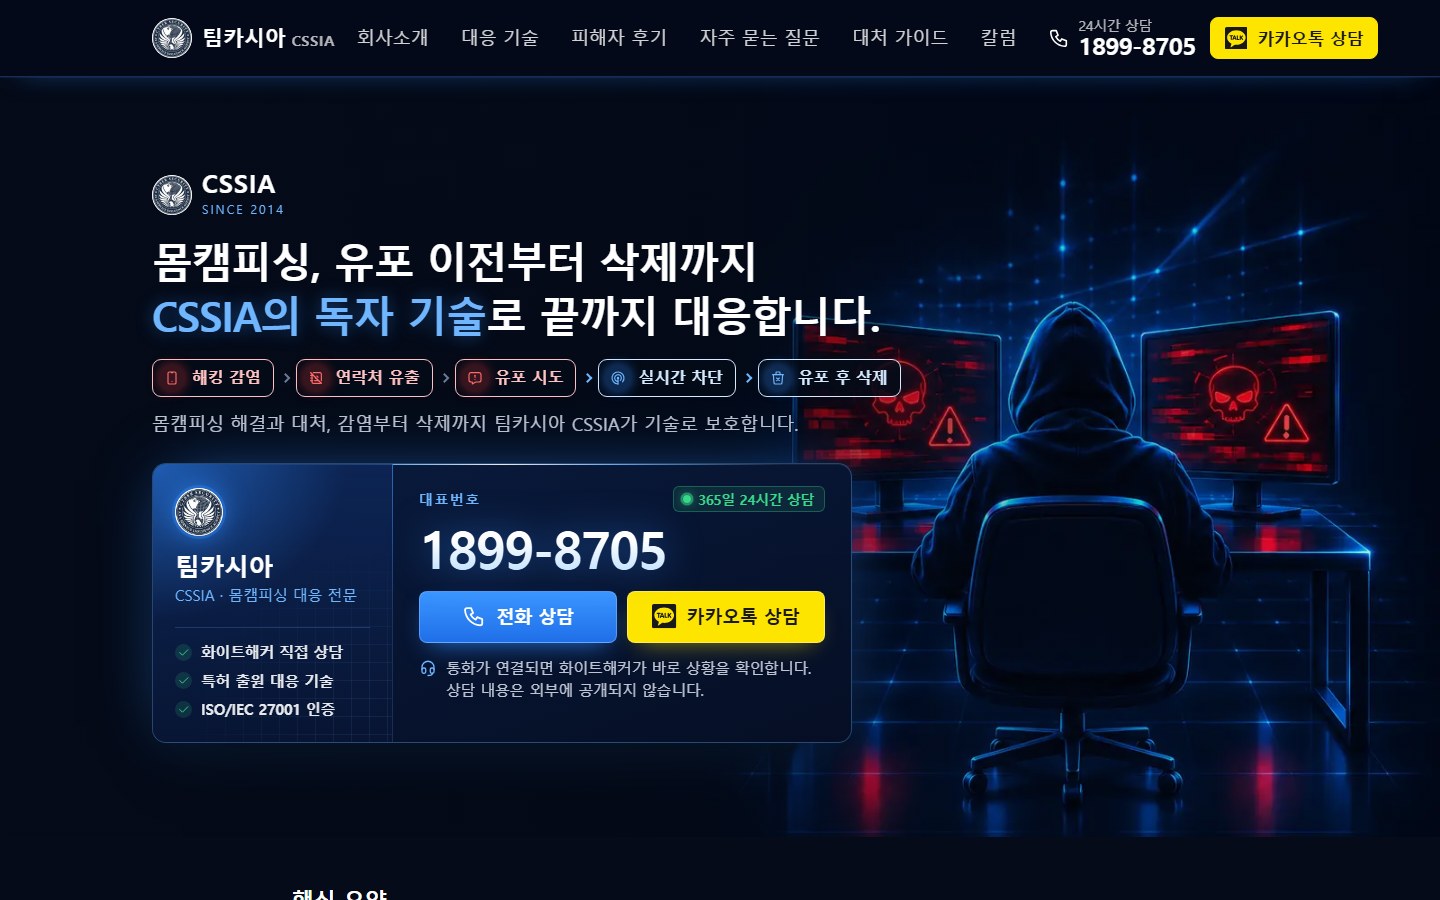 팀카시아 CSSIA
회사소개
대응 기술
피해자 후기
자주 묻는 질문
대처 가이드
칼럼
24시간 상담
1899-8705
TALK 카카오톡 상담
CSSIA
SINCE 2014
몸캠피싱, 유포 이전부터 삭제까지
CSSIA의 독자 기술로 끝까지 대응합니다.
해킹 감염
연락처 유출
유포 시도
실시간 차단
유포 후 삭제
몸캠피싱 해결과 대처, 감염부터 삭제까지 팀카시아 CSSIA가 기술로 보호합니다.
팀카시아
CSSIA · 몸캠피싱 대응 전문
화이트해커 직접 상담
특허 출원 대응 기술
ISO/IEC 27001 인증
대표번호
365일 24시간 상담
1899-8705
전화 상담
TALK 카카오톡 상담
통화가 연결되면 화이트해커가 바로 상황을 확인합니다.
상담 내용은 외부에 공개되지 않습니다.
핵심 요약